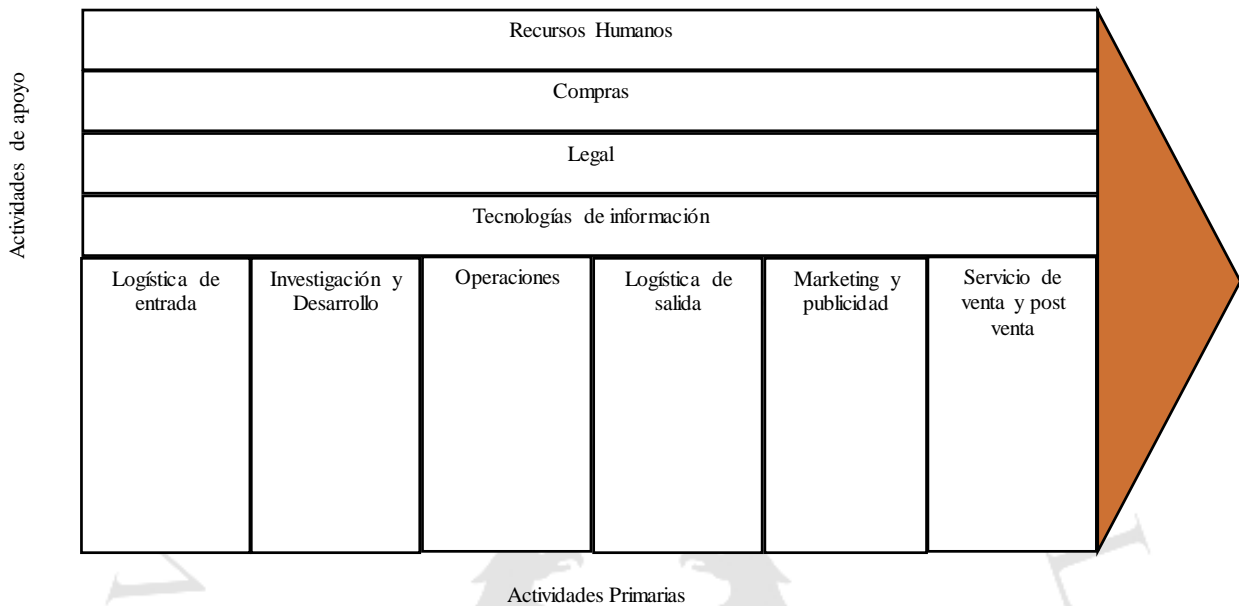 Recursos Humanos
Compras
Legal
Tecnologías de información
Actividades de apoyo
Logística de
entrada
Investigación y
Desarrollo
Operaciones
Logística de
salida
Marketing y
publicidad
Servicio de
venta y post
venta
Actividades Primarias